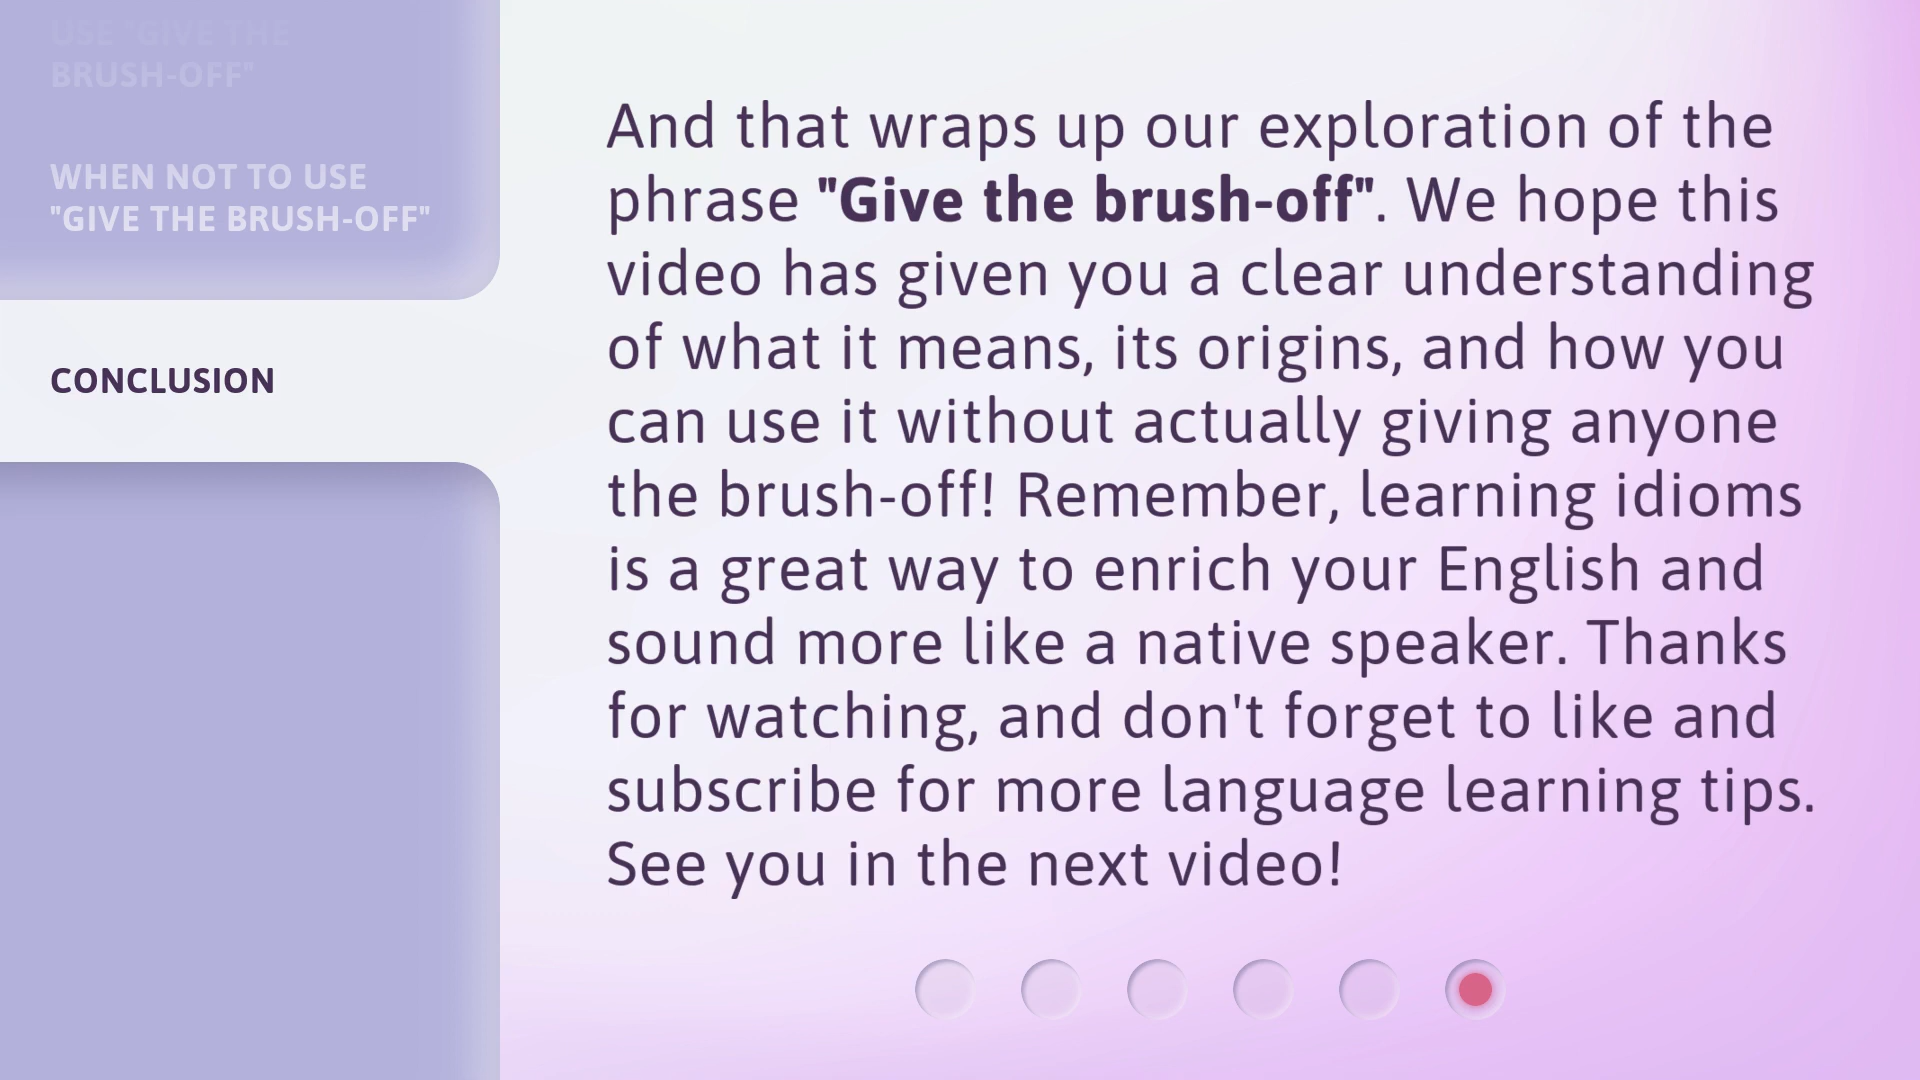 USE "GIVE THE
BRUSH-OFF"
WHEN NOT TO USE
"GIVE THE BRUSH-OFF"
CONCLUSION
And that wraps up our exploration of the
phrase "Give the brush-off". We hope this
video has given you a clear understanding
of what it means, its origins, and how you
can use it without actually giving anyone
the brush-off! Remember, learning idioms
is a great way to enrich your English and
sound more like a native speaker. Thanks
for watching, and don't forget to like and
subscribe for more language learning tips.
See you in the next video!